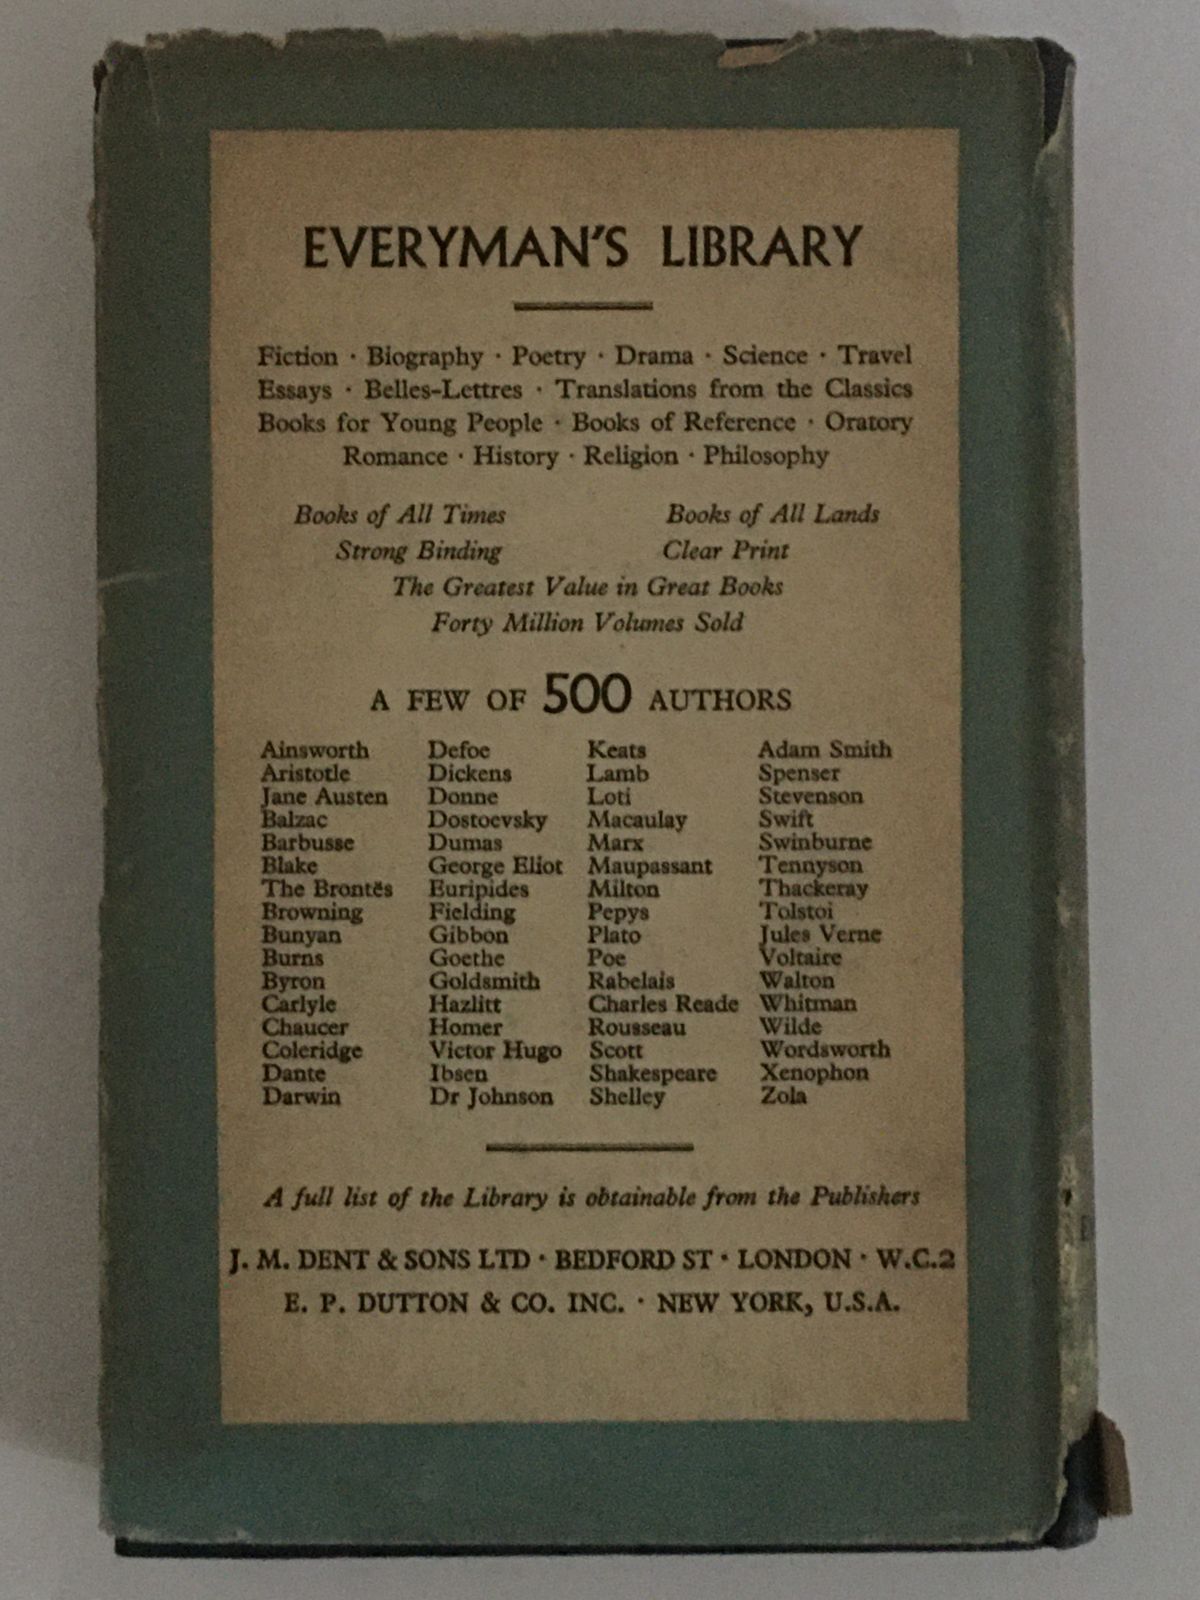 EVERYMAN'S LIBRARY
Fiction · Biography · Poetry · Drama · Science · Travel
Essays · Belles-Lettres · Translations from the Classics
Books for Young People · Books of Reference · Oratory
Romance · History · Religion · Philosophy
Books of All Times Books of All Lands
Strong Binding Clear Print
The Greatest Value in Great Books
Forty Million Volumes Sold
A FEW OF 500 AUTHORS
Ainsworth
Aristotle
Jane Austen
Balzac
Barbusse
Blake
The Brontës
Browning
Bunyan
Burns
Byron
Carlyle
Chaucer
Coleridge
Dante
Darwin
Defoe
Dickens
Donne
Dostoevsky
Dumas
George Eliot
Euripides
Fielding
Gibbon
Goethe
Goldsmith
Hazlitt
Homer
Victor Hugo
Ibsen
Dr Johnson
Keats
Lamb
Loti
Macaulay
Marx
Maupassant
Milton
Pepys
Plato
Poe
Rabelais
Charles Reade
Rousseau
Scott
Shakespeare
Shelley
Adam Smith
Spenser
Stevenson
Swift
Swinburne
Tennyson
Thackeray
Tolstoi
Jules Verne
Voltaire
Walton
Whitman
Wilde
Wordsworth
Xenophon
Zola
A full list of the Library is obtainable from the Publishers
J. M. DENT & SONS LTD · BEDFORD ST · LONDON · W.C.2
E. P. DUTTON & CO. INC. · NEW YORK, U.S.A.